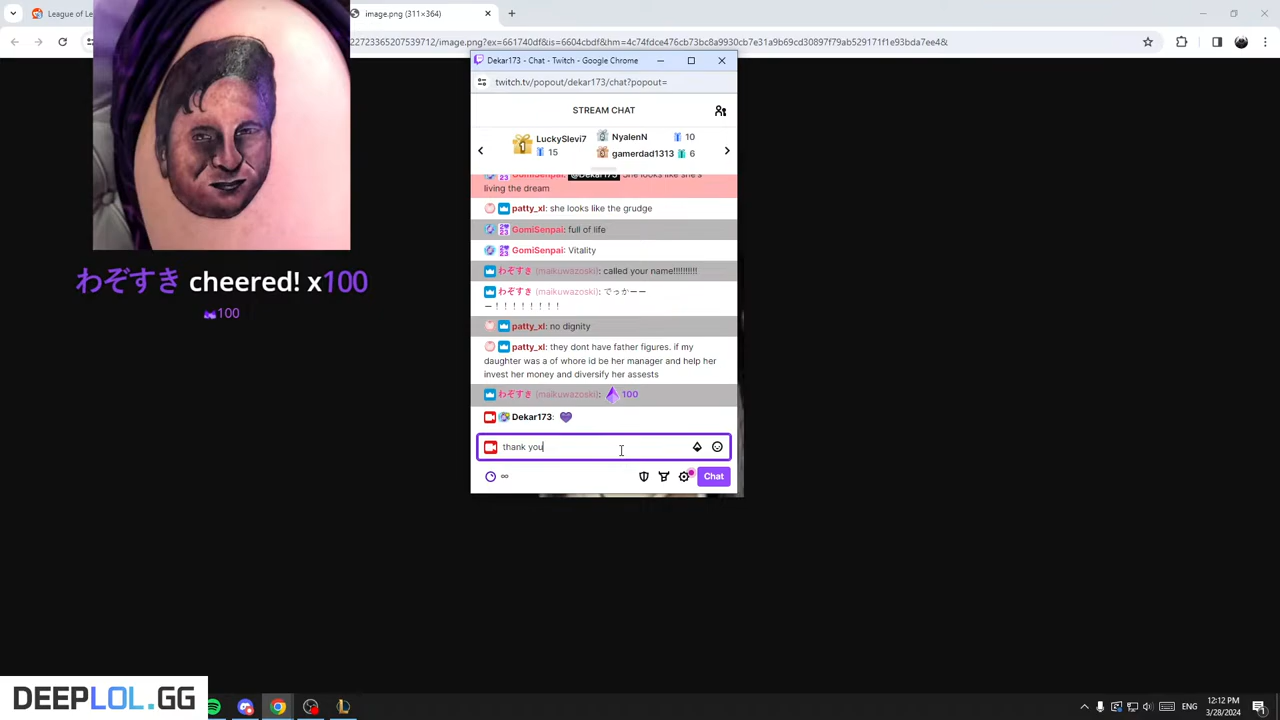 League of Le
image.png (311×364)
22723365207539712/image.png?ex=661740df&is=6604cbdf&hm=4c74fdce476cb73bc8a9930cb7e31a9b85cd30897f79ab529171f1e93bda7ee4&
Dekar173 - Chat - Twitch - Google Chrome
twitch.tv/popout/dekar173/chat?popout=
STREAM CHAT
1 LuckySlevi7 15
NyalenN 10
gamerdad1313 6
GomiSenpai: @Dekar173 She looks like she's
living the dream
patty_xl: she looks like the grudge
GomiSenpai: full of life
GomiSenpai: Vitality
わぞすき (maikuwazoski): called your name!!!!!!!!!!
わぞすき (maikuwazoski): でっかーー
ー！！！！！！！！
patty_xl: no dignity
patty_xl: they dont have father figures. if my
daughter was a of whore id be her manager and help her
invest her money and diversify her assests
わぞすき (maikuwazoski): 100
Dekar173:
thank you
∞
Chat
わぞすき cheered! x100
100
DEEPLOL.GG
ENG
12:12 PM
3/28/2024